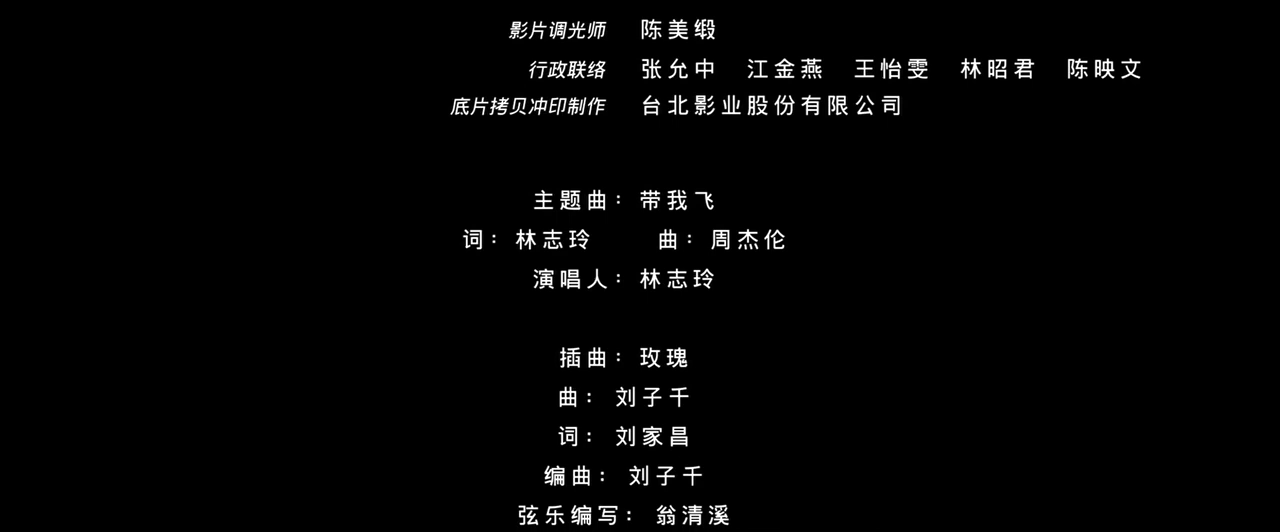 影片调光师 陈美缎
行政联络 张允中 江金燕 王怡雯 林昭君 陈映文
底片拷贝冲印制作 台北影业股份有限公司
主题曲：带我飞
词：林志玲 曲：周杰伦
演唱人：林志玲
插曲：玫瑰
曲：刘子千
词：刘家昌
编曲：刘子千
弦乐编写：翁清溪